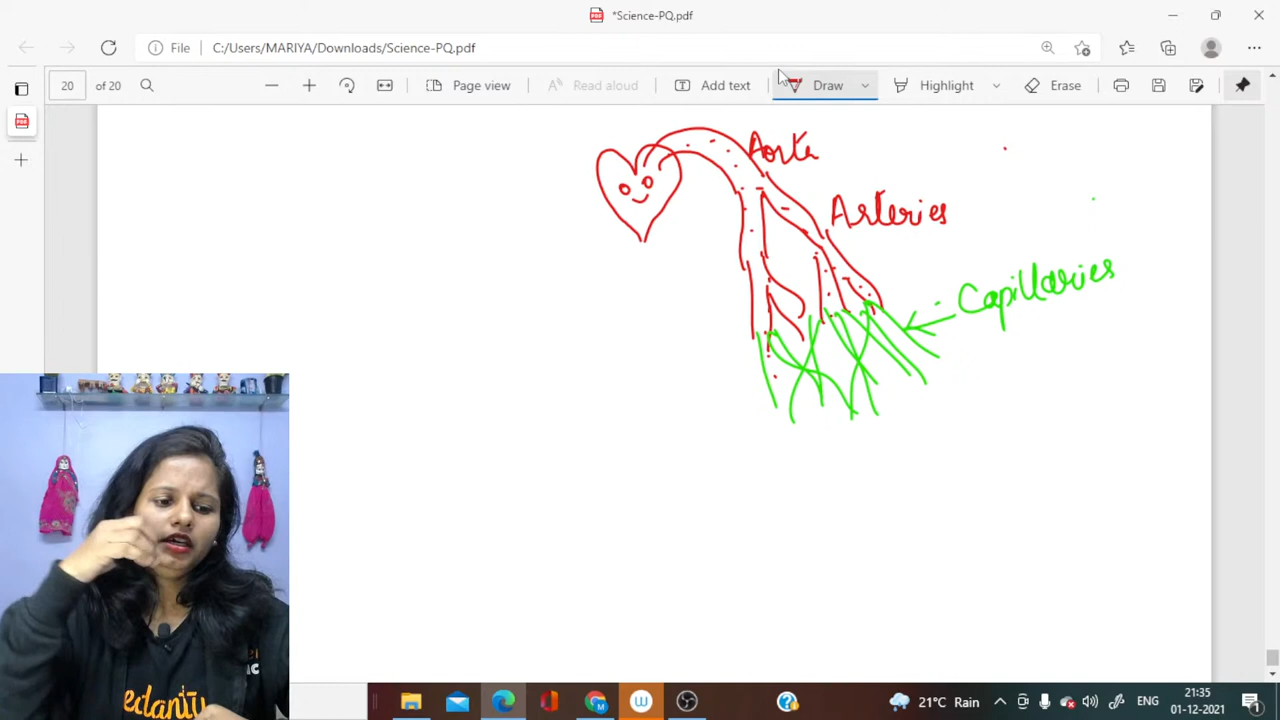 *Science-PQ.pdf
File C:/Users/MARIYA/Downloads/Science-PQ.pdf
20 of 20 Page view Read aloud Add text Draw Highlight Erase
Aorta
Arteries
Capillaries
edantu
21°C Rain ENG 21:35
01-12-2021